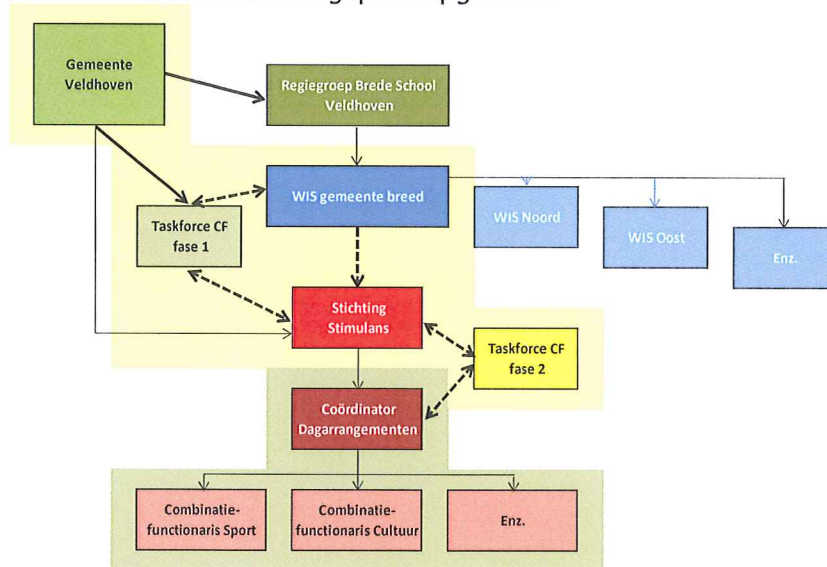 Gemeente
Veldhoven
Regiegroep Brede School
Veldhoven
WIS gemeente breed
WIS Noord
WIS Oost
Enz.
Taskforce CF
fase 1
Stichting
Stimulans
Taskforce CF
fase 2
Coördinator
Dagarrangementen
Combinatie-
functionaris Sport
Combinatie-
functionaris Cultuur
Enz.